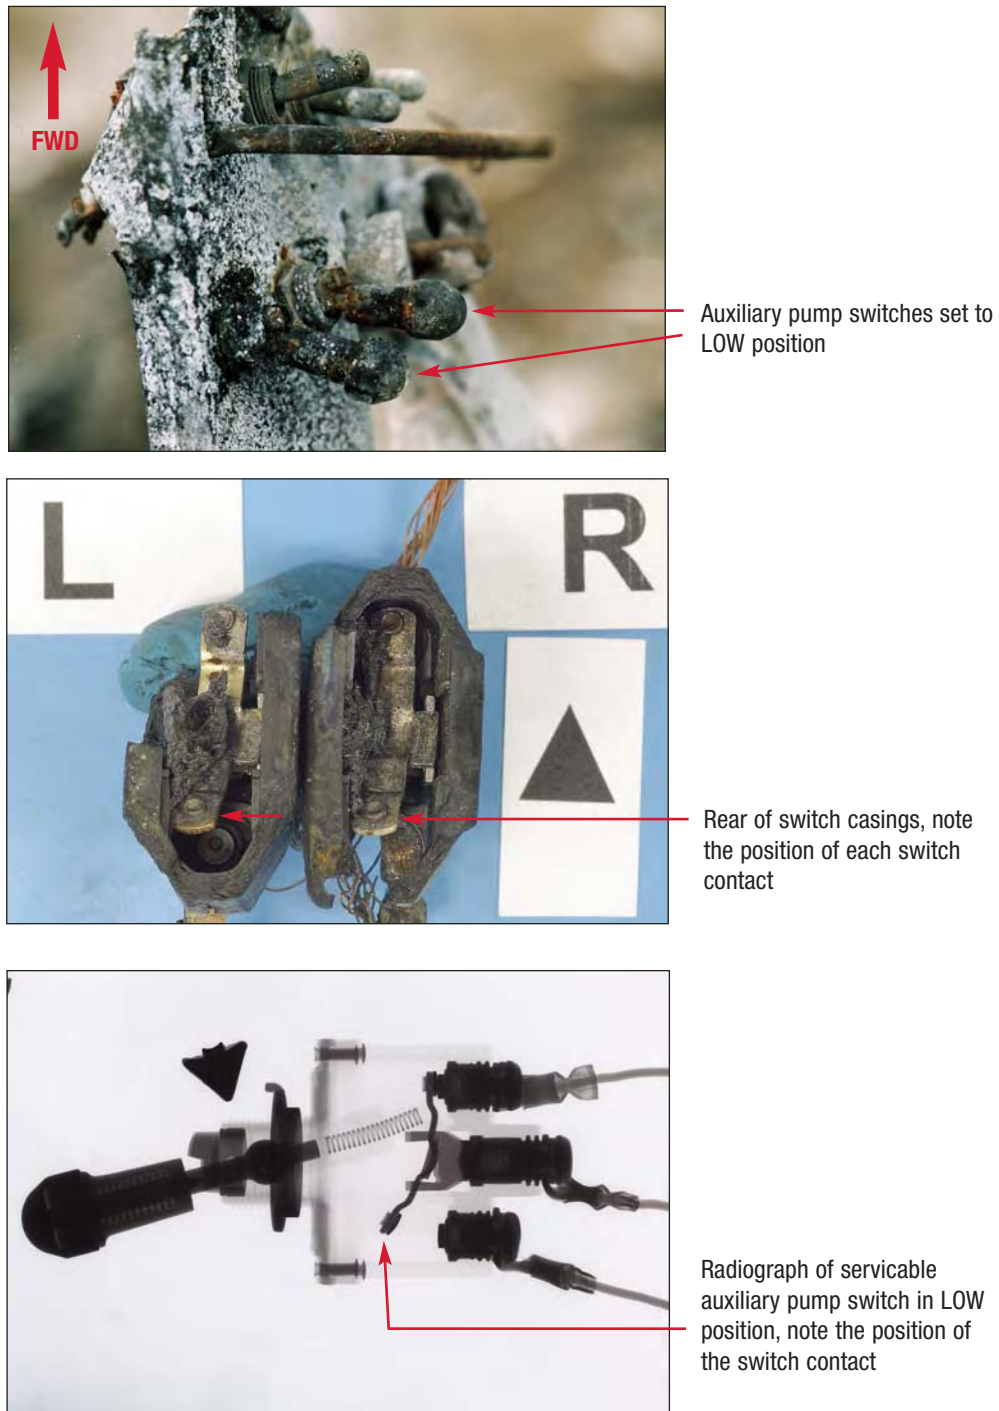 FWD
Auxiliary pump switches set to
LOW position
L
R
Rear of switch casings, note
the position of each switch
contact
Radiograph of servicable
auxiliary pump switch in LOW
position, note the position of
the switch contact